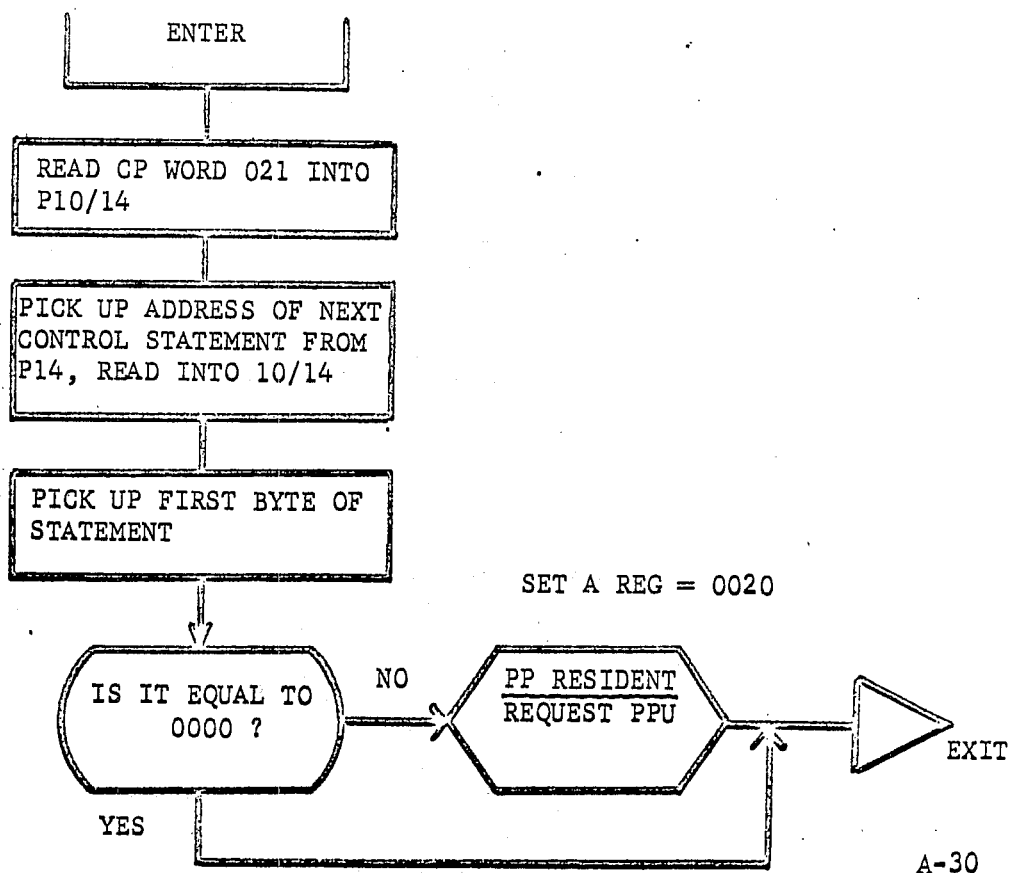 ENTER
READ CP WORD 021 INTO
P10/14
PICK UP ADDRESS OF NEXT
CONTROL STATEMENT FROM
P14, READ INTO 10/14
PICK UP FIRST BYTE OF
STATEMENT
SET A REG = 0020
IS IT EQUAL TO
0000 ?
NO
PP RESIDENT
REQUEST PPU
EXIT
YES
A-30